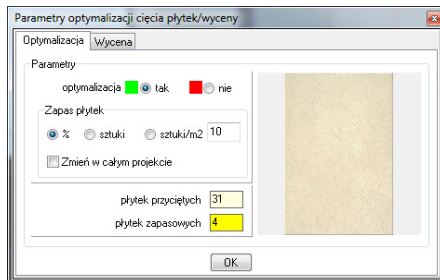 Parametry optymalizacji cięcia płytek/wyceny
Optymalizacja Wycena
Parametry
optymalizacja tak nie
Zapas płytek
% sztuki sztuki/m2 10
Zmień w całym projekcie
płytek przyciętych 31
płytek zapasowych 4
OK